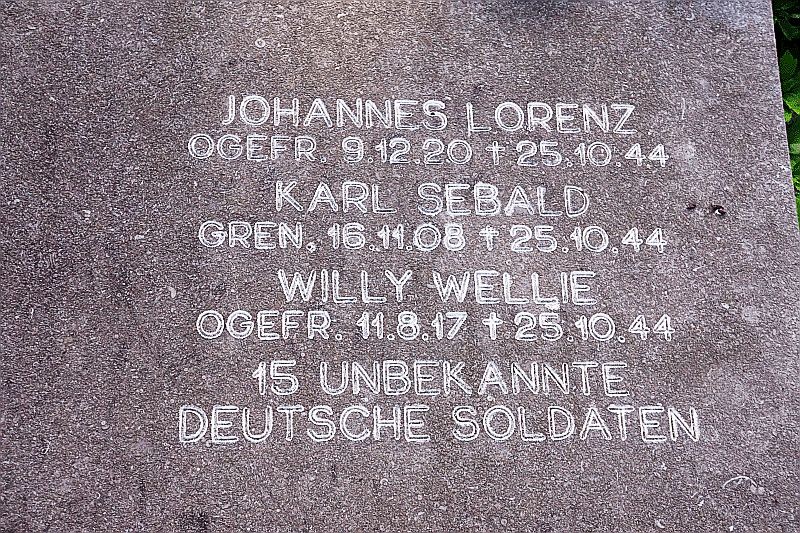 JOHANNES LORENZ
OGEFR. 9.12.20 ✝ 25.10.44
KARL SEBALD
GREN. 16.11.08 ✝ 25.10.44
WILLY WELLIE
OGEFR. 11.8.17 ✝ 25.10.44
15 UNBEKANNTE
DEUTSCHE SOLDATEN